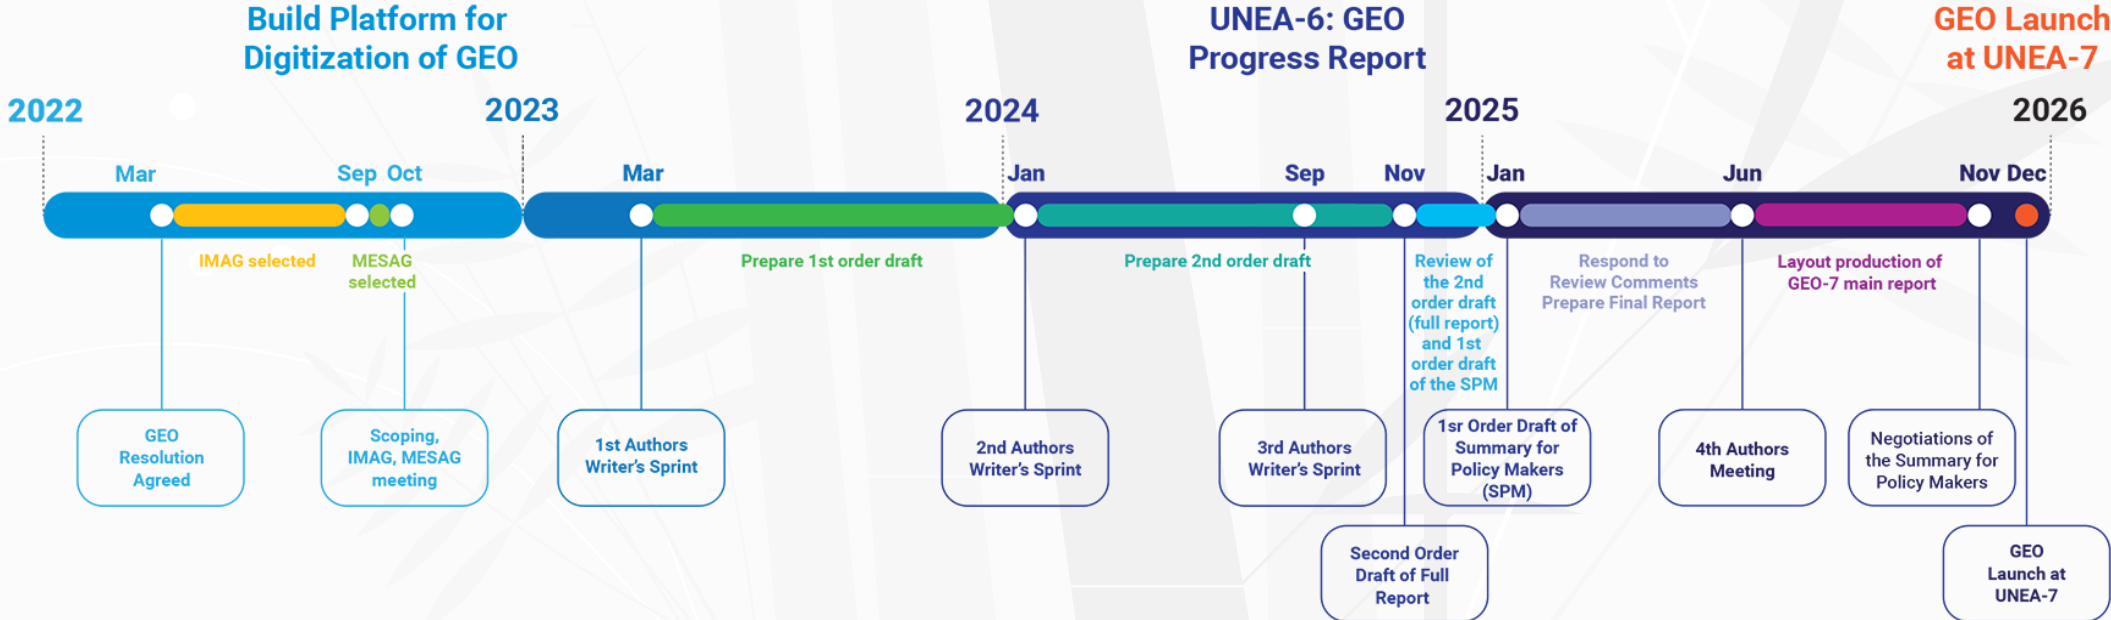 Build Platform for
Digitization of GEO
UNEA-6: GEO
Progress Report
GEO Launch
at UNEA-7
2022
2023
2024
2025
2026
Mar
Sep
Oct
Mar
Jan
Sep
Nov
Jan
Jun
Nov
Dec
IMAG selected
MESAG
selected
Prepare 1st order draft
Prepare 2nd order draft
Review of
the 2nd
order draft
(full report)
and 1st
order draft
of the SPM
Respond to
Review Comments
Prepare Final Report
Layout production of
GEO-7 main report
GEO
Resolution
Agreed
Scoping,
IMAG, MESAG
meeting
1st Authors
Writer's Sprint
2nd Authors
Writer's Sprint
3rd Authors
Writer's Sprint
1sr Order Draft of
Summary for
Policy Makers
(SPM)
4th Authors
Meeting
Negotiations of
the Summary for
Policy Makers
Second Order
Draft of Full
Report
GEO
Launch at
UNEA-7